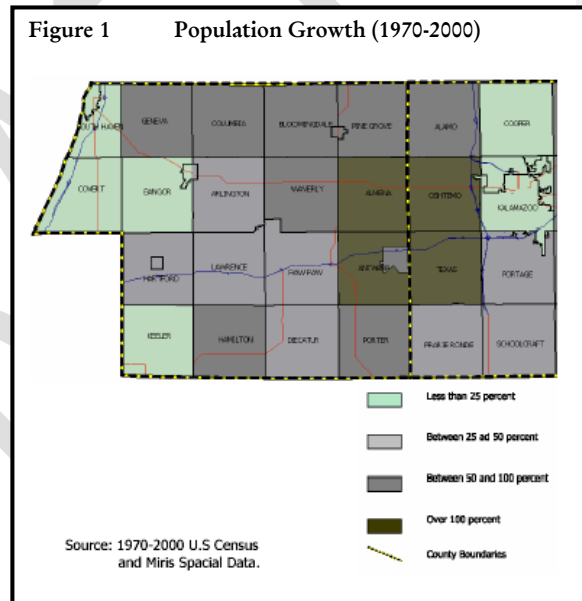 Figure 1 Population Growth (1970-2000)
SOUTH HAVEN GENEVA COLUMBIA BLOOMINGDALE PINE GROVE ALAMO COOPER
COVERT BANGOR ARLINGTON WAVERLY ALMENA OSHTEMO KALAMAZOO
HARTFORD LAWRENCE PAW PAW ANTWERP TEXAS PORTAGE
KEELER HAMILTON DECATUR PORTER PRAIRIE RONDE SCHOOLCRAFT
Less than 25 percent
Between 25 ad 50 percent
Between 50 and 100 percent
Over 100 percent
County Boundaries
Source: 1970-2000 U.S Census
and Miris Spacial Data.